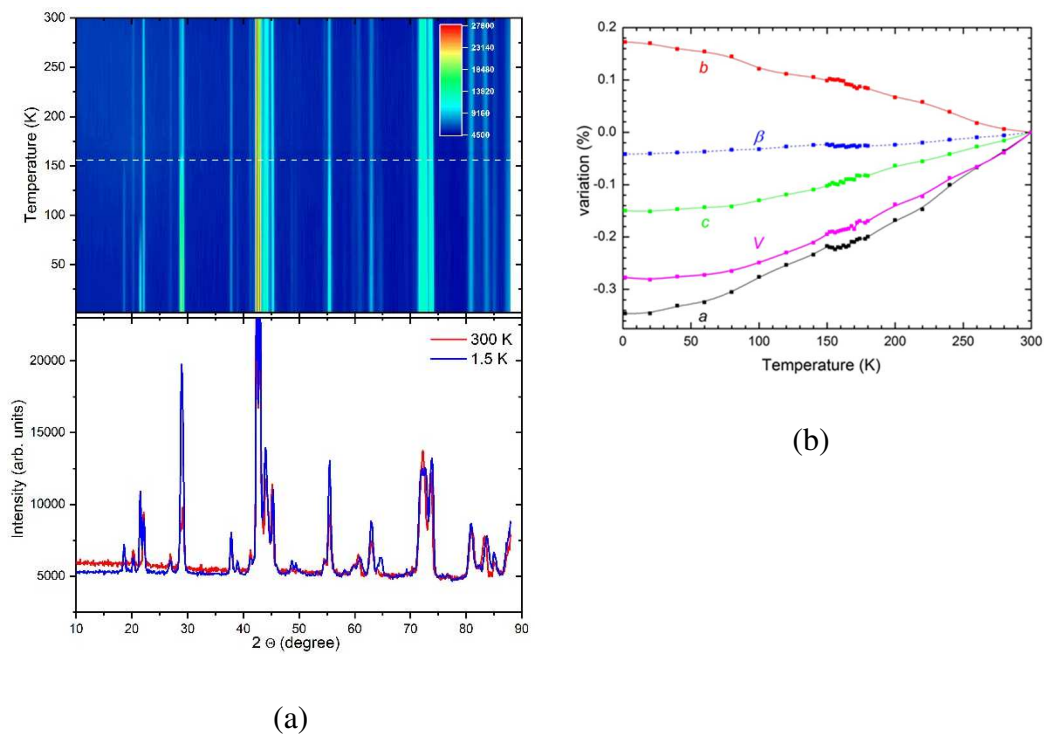 300
250
200
150
100
50
Temperature (K)
27800
23140
18480
13820
9160
4500
300 K
1.5 K
20000
15000
10000
5000
Intensity (arb. units)
10 20 30 40 50 60 70 80 90
2 Θ (degree)
(a)
0.2
0.1
0.0
-0.1
-0.2
-0.3
variation (%)
b
β
c
V
a
0 50 100 150 200 250 300
Temperature (K)
(b)